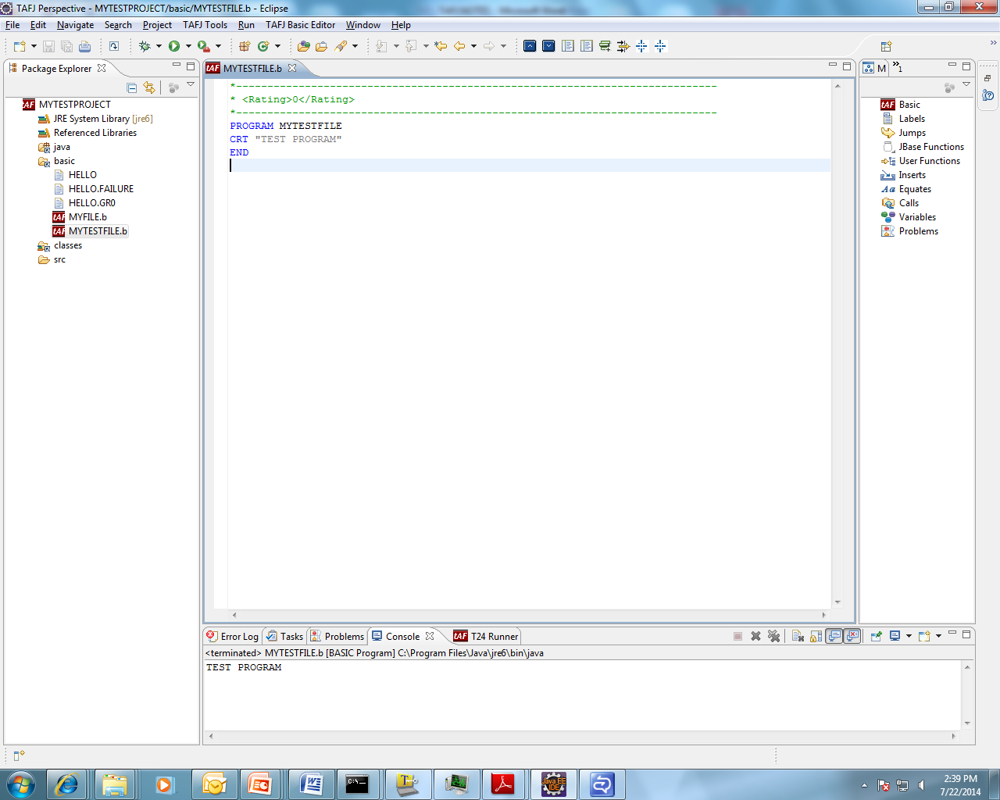 TAFJ Perspective - MYTESTPROJECT/basic/MYTESTFILE.b - Eclipse
File Edit Navigate Search Project TAFJ Tools Run TAFJ Basic Editor Window Help
Package Explorer
MYTESTPROJECT
JRE System Library [jre6]
Referenced Libraries
java
basic
HELLO
HELLO.FAILURE
HELLO.GR0
MYFILE.b
MYTESTFILE.b
classes
src
MYTESTFILE.b
*-----------------------------------------------------------------------------
* <Rating>0</Rating>
*-----------------------------------------------------------------------------
PROGRAM MYTESTFILE
CRT "TEST PROGRAM"
END
M »1
Basic
Labels
Jumps
JBase Functions
User Functions
Inserts
Equates
Calls
Variables
Problems
Error Log Tasks Problems Console T24 Runner
<terminated> MYTESTFILE.b [BASIC Program] C:\Program Files\Java\jre6\bin\java
TEST PROGRAM
Java EE
IDE
2:39 PM
7/22/2014